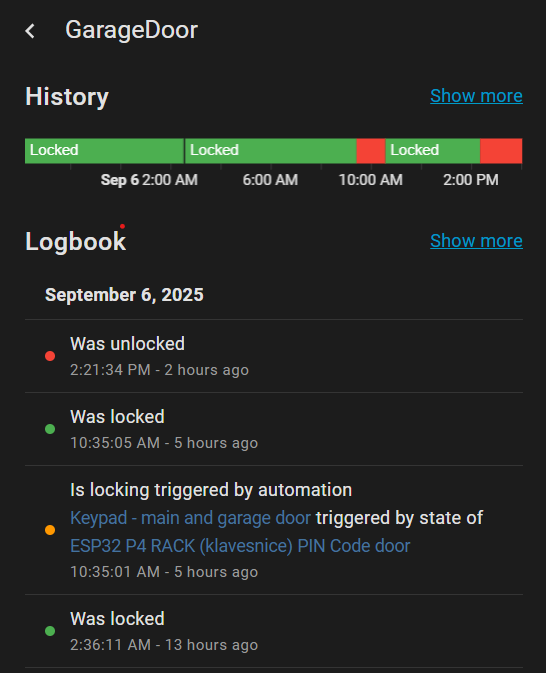 GarageDoor
History
Show more
Locked Locked Locked
Sep 6 2:00 AM 6:00 AM 10:00 AM 2:00 PM
Logbook
Show more
September 6, 2025
Was unlocked
2:21:34 PM - 2 hours ago
Was locked
10:35:05 AM - 5 hours ago
Is locking triggered by automation
Keypad - main and garage door triggered by state of
ESP32 P4 RACK (klavesnice) PIN Code door
10:35:01 AM - 5 hours ago
Was locked
2:36:11 AM - 13 hours ago